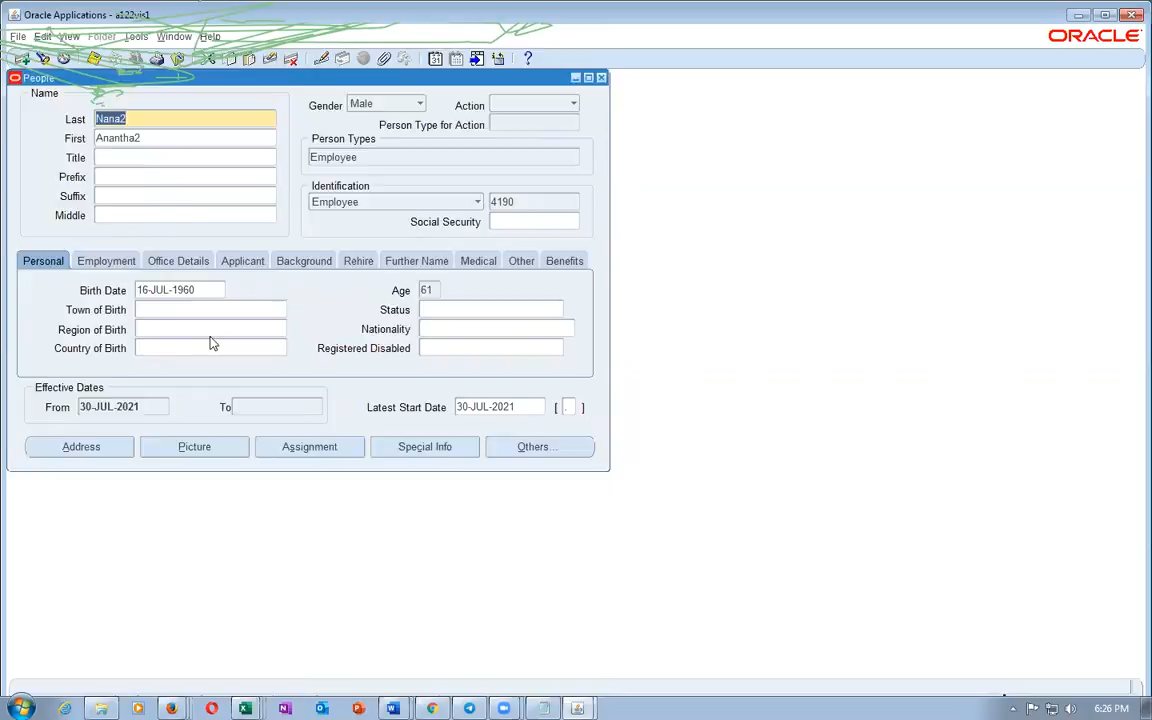 Oracle Applications - a122vis1
File Edit View Folder Tools Window Help
ORACLE
People
Name
Last Nana2
First Anantha2
Title
Prefix
Suffix
Middle
Gender Male Action
Person Type for Action
Person Types
Employee
Identification
Employee 4190
Social Security
Personal Employment Office Details Applicant Background Rehire Further Name Medical Other Benefits
Birth Date 16-JUL-1960 Age 61
Town of Birth Status
Region of Birth Nationality
Country of Birth Registered Disabled
Effective Dates
From 30-JUL-2021 To Latest Start Date 30-JUL-2021 [ . ]
Address Picture Assignment Special Info Others...
6:26 PM